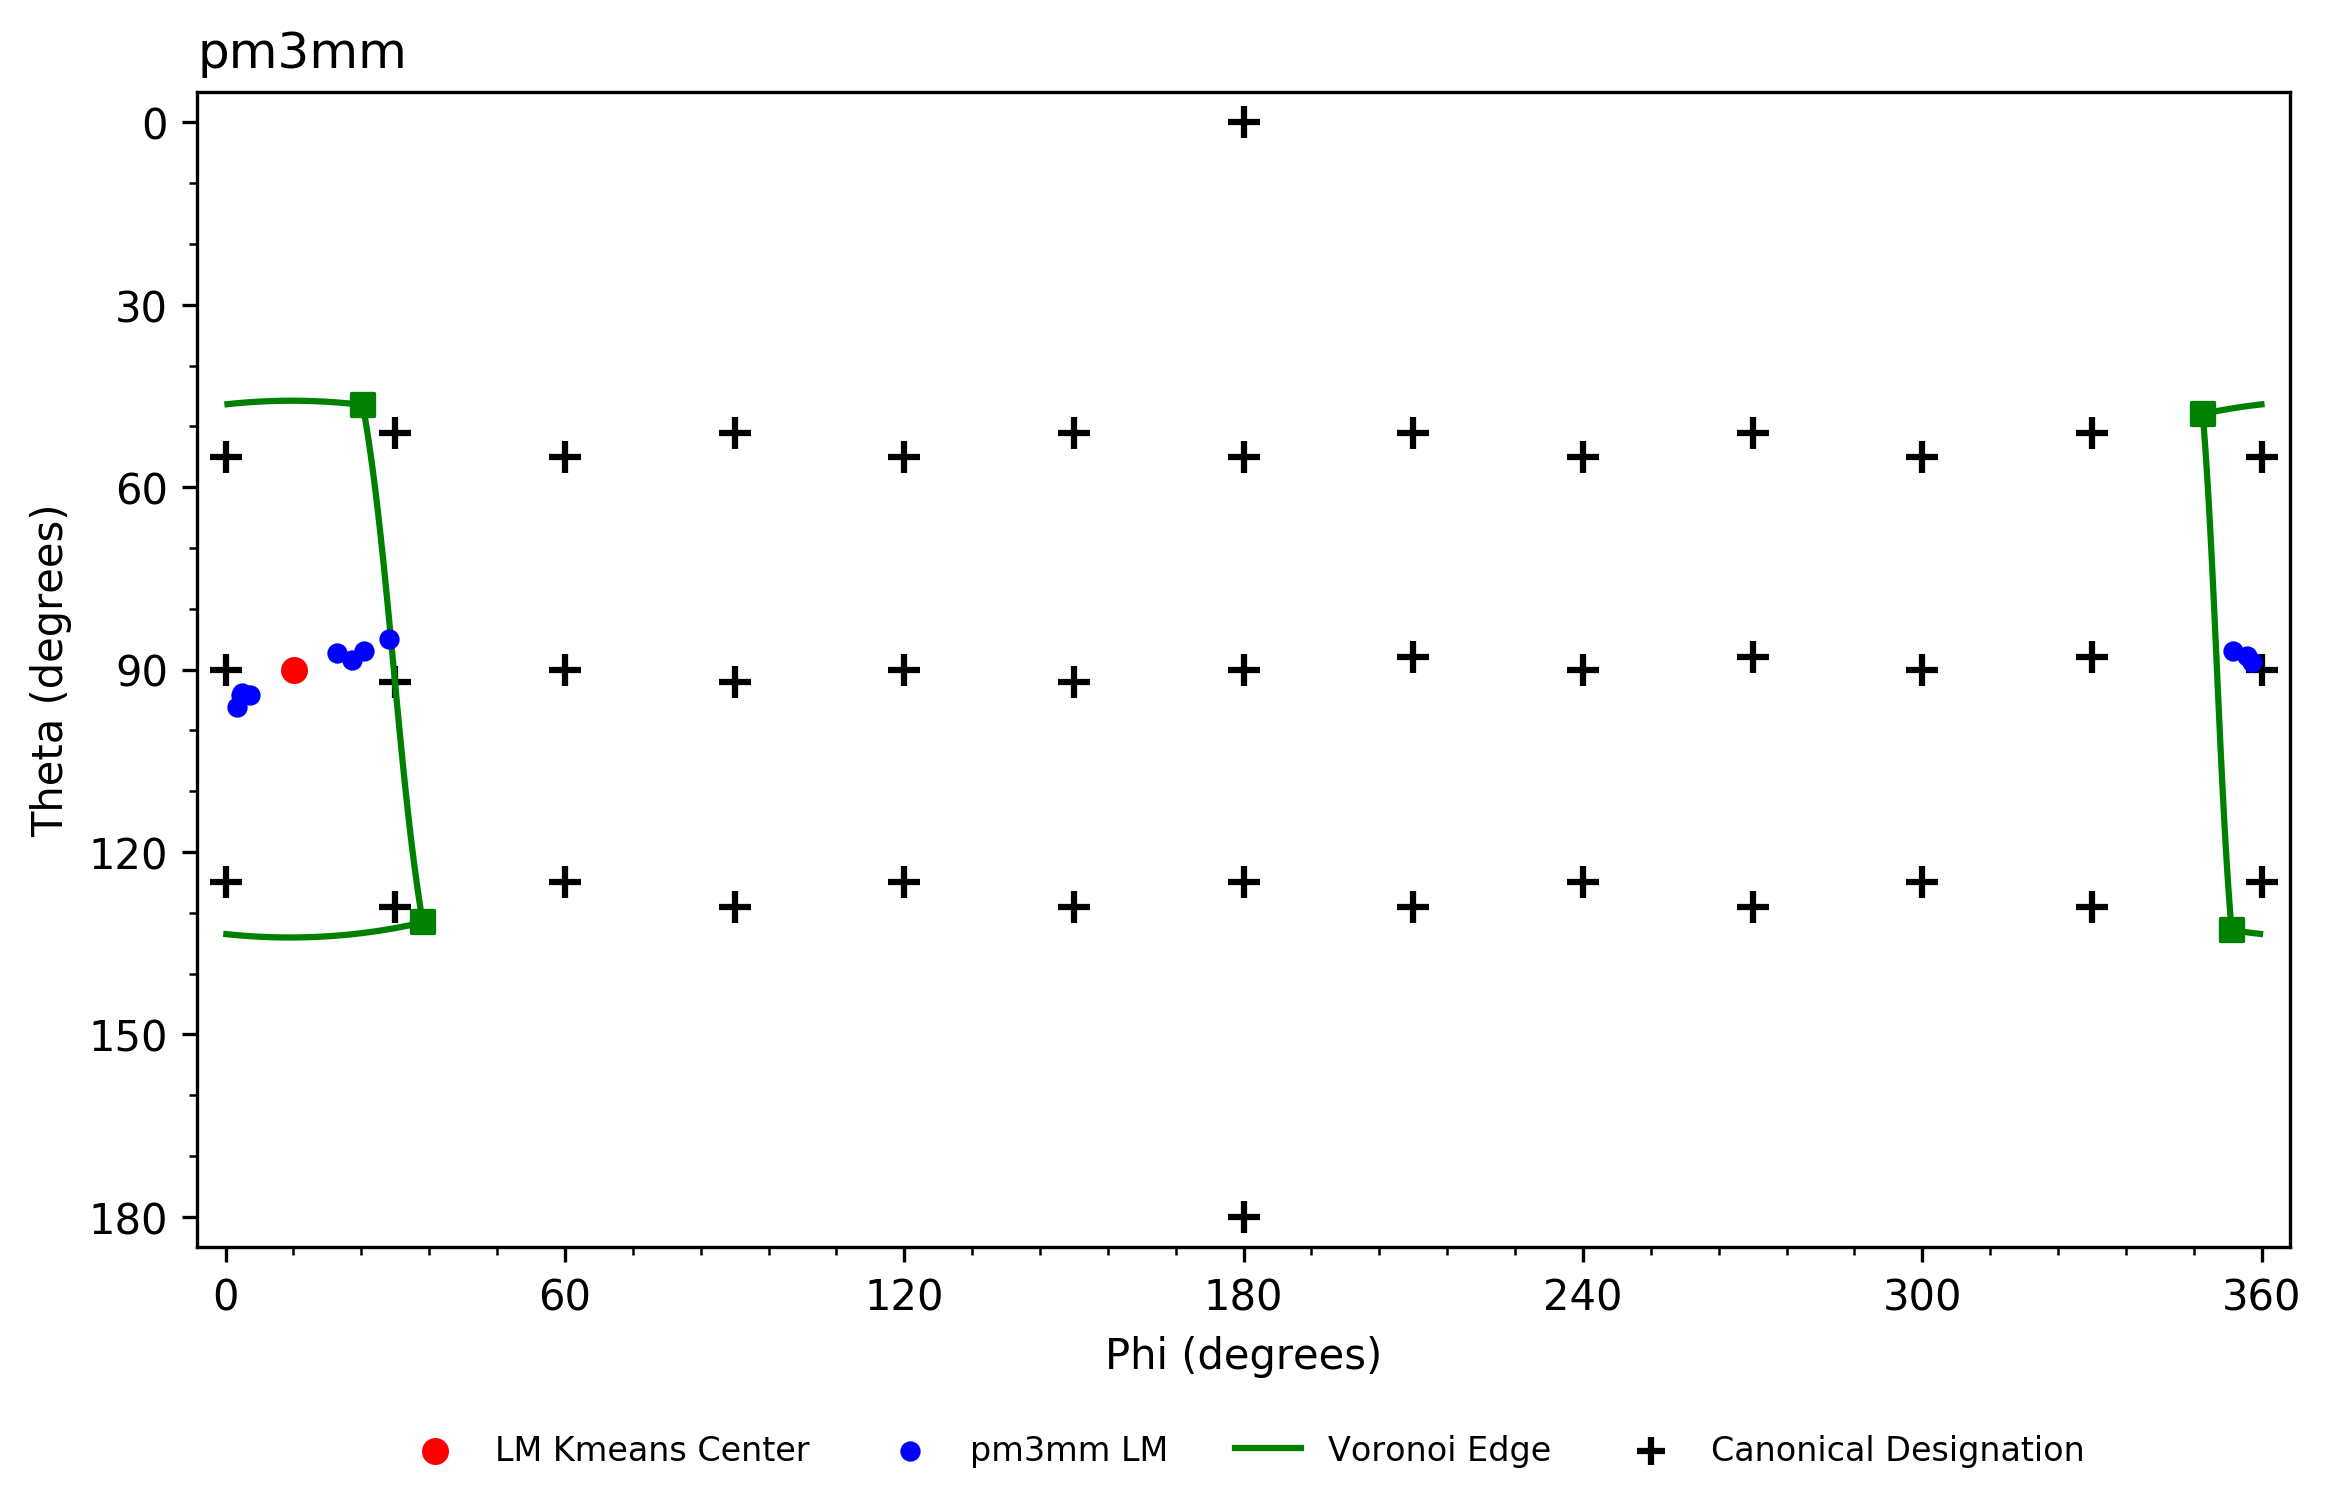 pm3mm
0
30
60
90
120
150
180
Theta (degrees)
0 60 120 180 240 300 360
Phi (degrees)
LM Kmeans Center pm3mm LM Voronoi Edge Canonical Designation